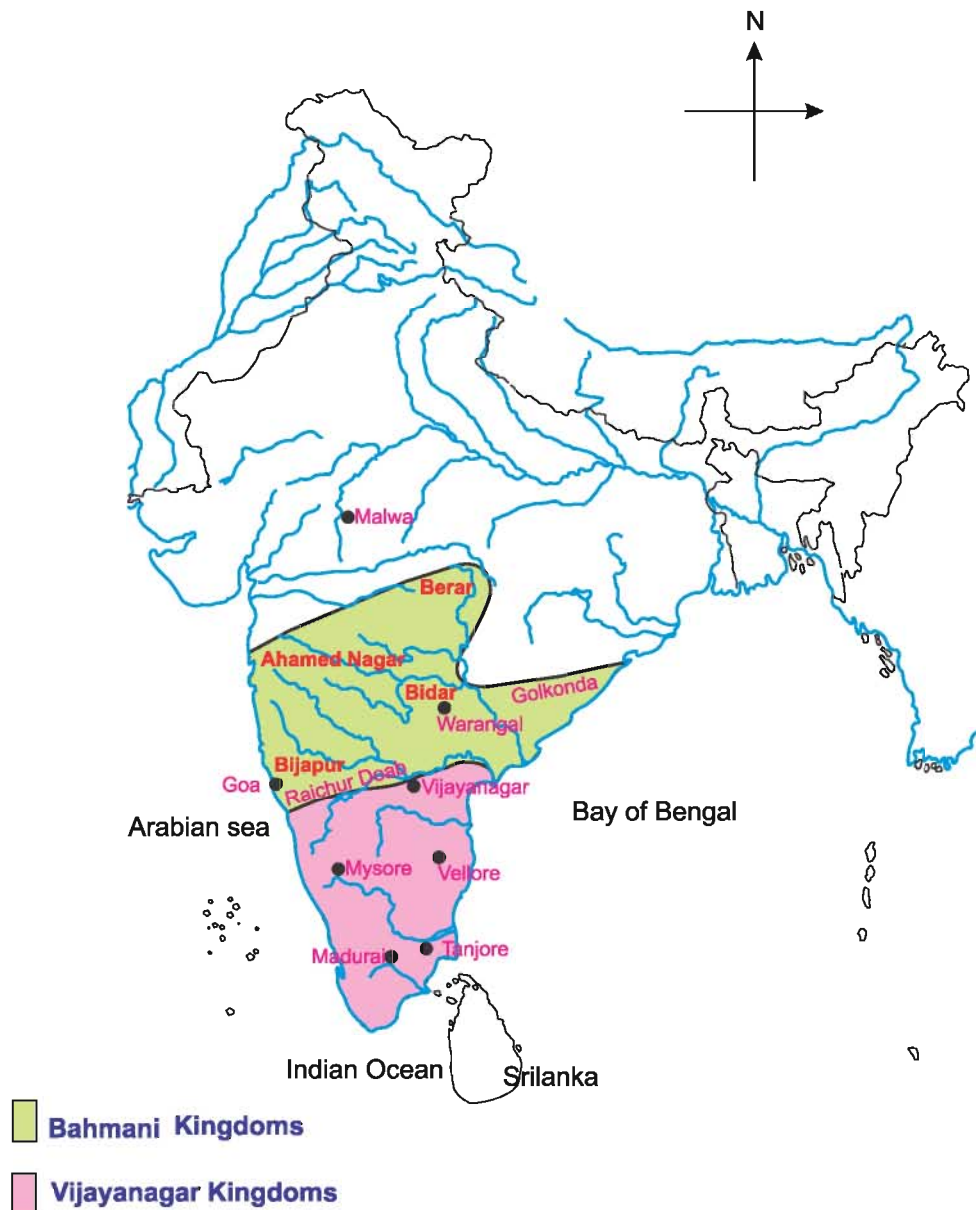 N
Malwa
Berar
Ahamed Nagar
Bidar
Golkonda
Warangal
Bijapur
Raichur Doab
Goa
Vijayanagar
Arabian sea
Bay of Bengal
Mysore
Vellore
Madurai
Tanjore
Indian Ocean
Srilanka
Bahmani Kingdoms
Vijayanagar Kingdoms